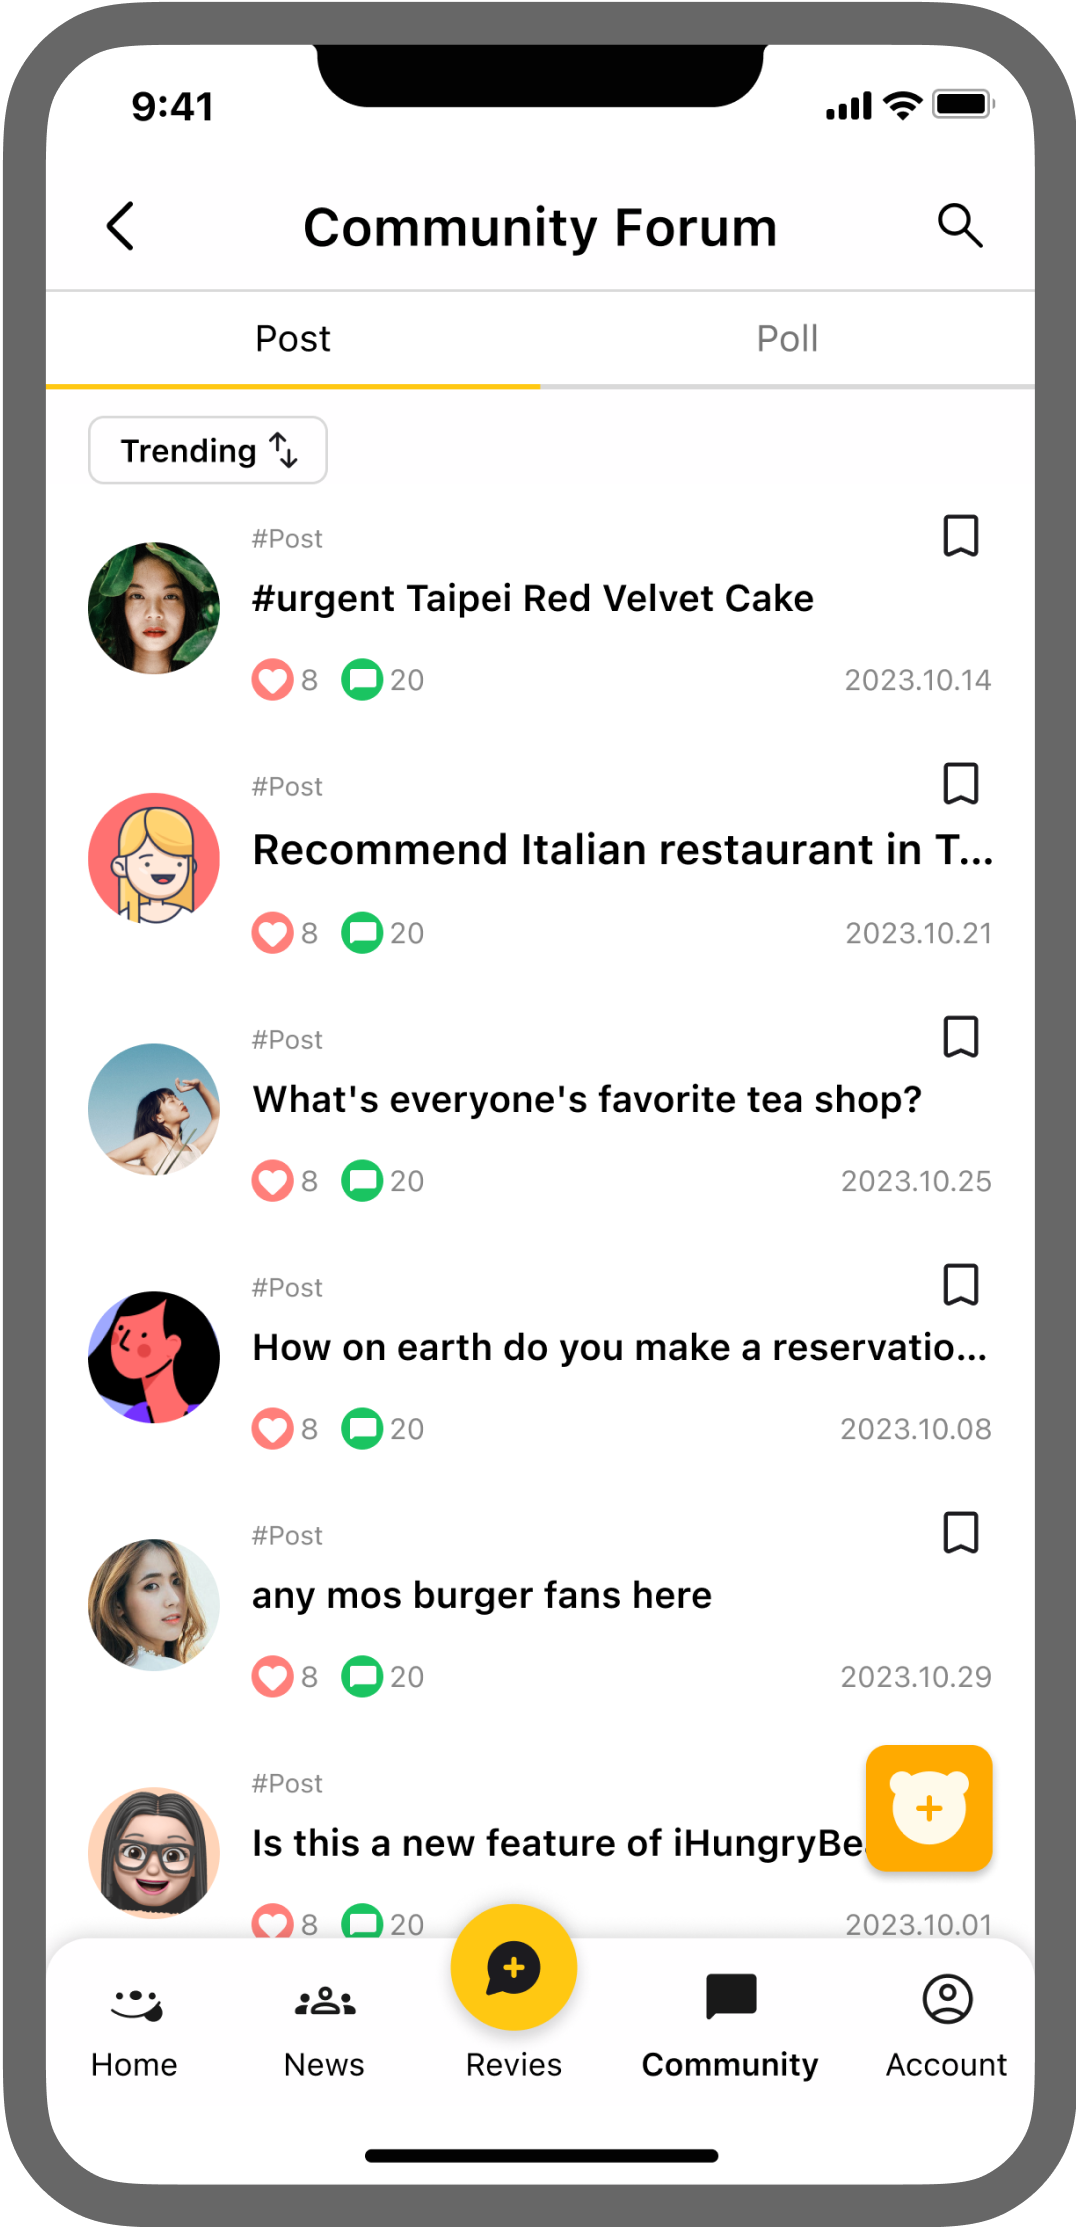 9:41
Community Forum
Post Poll
Trending
#Post
#urgent Taipei Red Velvet Cake
8 20 2023.10.14
#Post
Recommend Italian restaurant in T...
8 20 2023.10.21
#Post
What's everyone's favorite tea shop?
8 20 2023.10.25
#Post
How on earth do you make a reservatio...
8 20 2023.10.08
#Post
any mos burger fans here
8 20 2023.10.29
#Post
Is this a new feature of iHungryBe
8 20 2023.10.01
Home News Revies Community Account